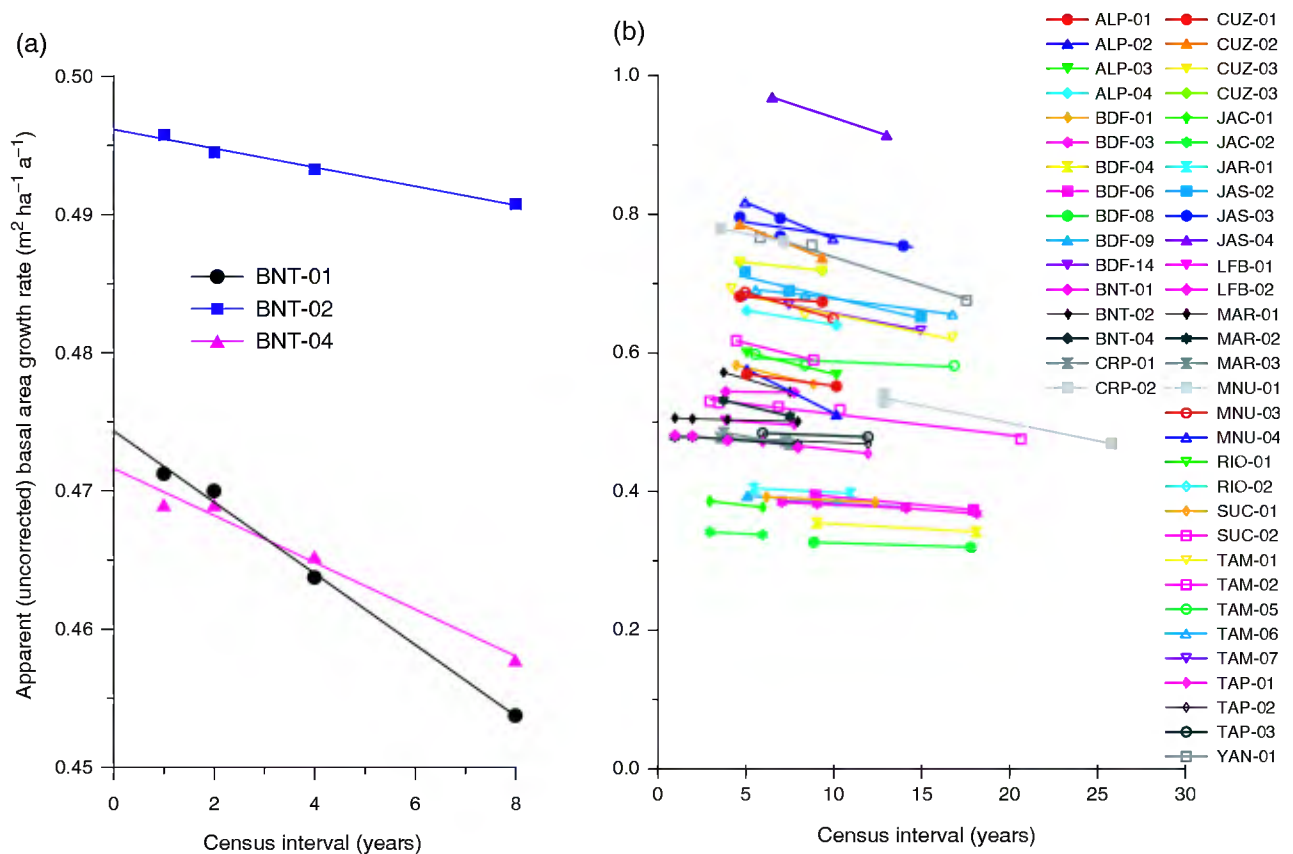 (a)
0.50
0.49
0.48
0.47
0.46
0.45
0 2 4 6 8
Census interval (years)
Apparent (uncorrected) basal area growth rate (m² ha⁻¹ a⁻¹)
BNT-01
BNT-02
BNT-04
(b)
1.0
0.8
0.6
0.4
0.2
0.0
0 5 10 15 20 25 30
Census interval (years)
ALP-01 CUZ-01
ALP-02 CUZ-02
ALP-03 CUZ-03
ALP-04 CUZ-03
BDF-01 JAC-01
BDF-03 JAC-02
BDF-04 JAR-01
BDF-06 JAS-02
BDF-08 JAS-03
BDF-09 JAS-04
BDF-14 LFB-01
BNT-01 LFB-02
BNT-02 MAR-01
BNT-04 MAR-02
CRP-01 MAR-03
CRP-02 MNU-01
MNU-03
MNU-04
RIO-01
RIO-02
SUC-01
SUC-02
TAM-01
TAM-02
TAM-05
TAM-06
TAM-07
TAP-01
TAP-02
TAP-03
YAN-01